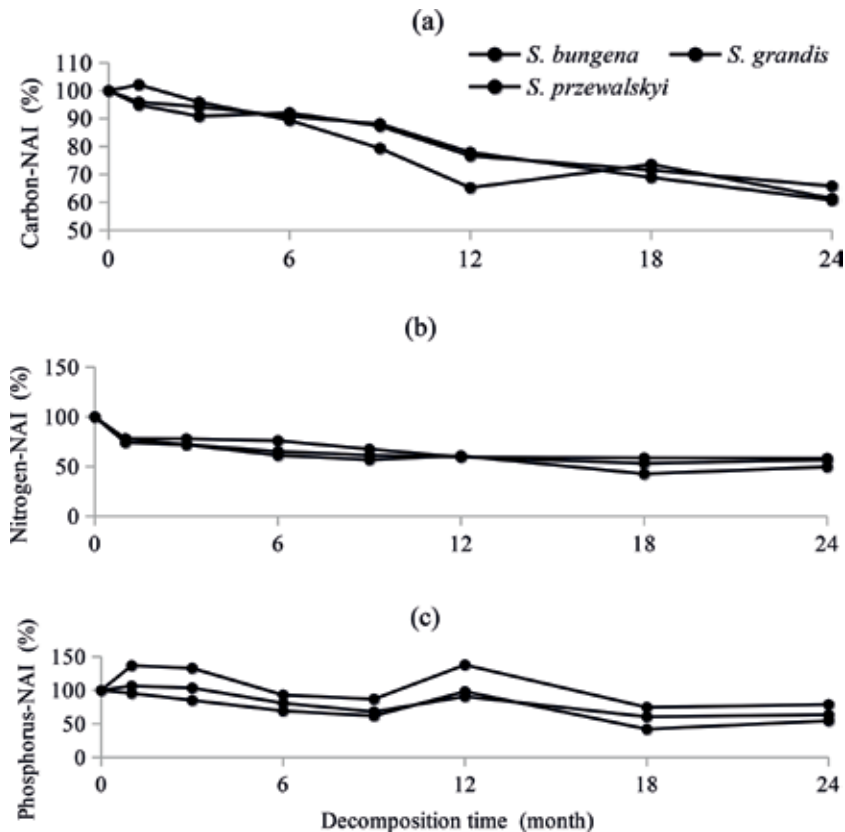 (a)
S. bungena S. grandis
S. przewalskyi
Carbon-NAI (%)
110
100
90
80
70
60
50
0 6 12 18 24
(b)
Nitrogen-NAI (%)
150
100
50
0
0 6 12 18 24
(c)
Phosphorus-NAI (%)
150
100
50
0
0 6 12 18 24
Decomposition time (month)